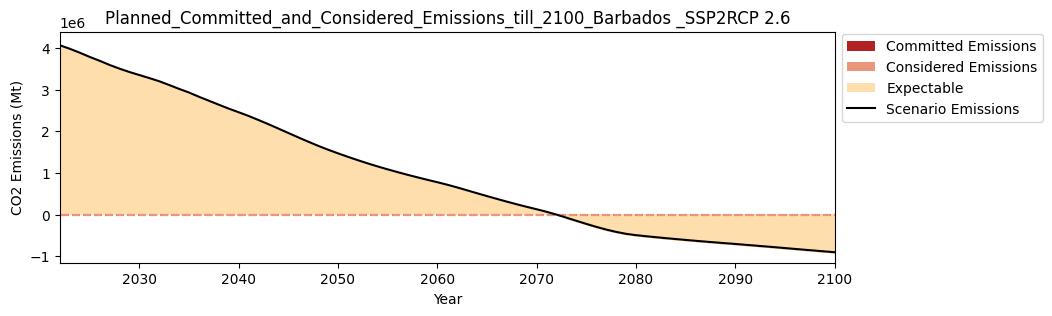 Planned_Committed_and_Considered_Emissions_till_2100_Barbados _SSP2RCP 2.6
1e6
4
3
2
1
0
−1
CO2 Emissions (Mt)
2030 2040 2050 2060 2070 2080 2090 2100
Year
Committed Emissions
Considered Emissions
Expectable
Scenario Emissions